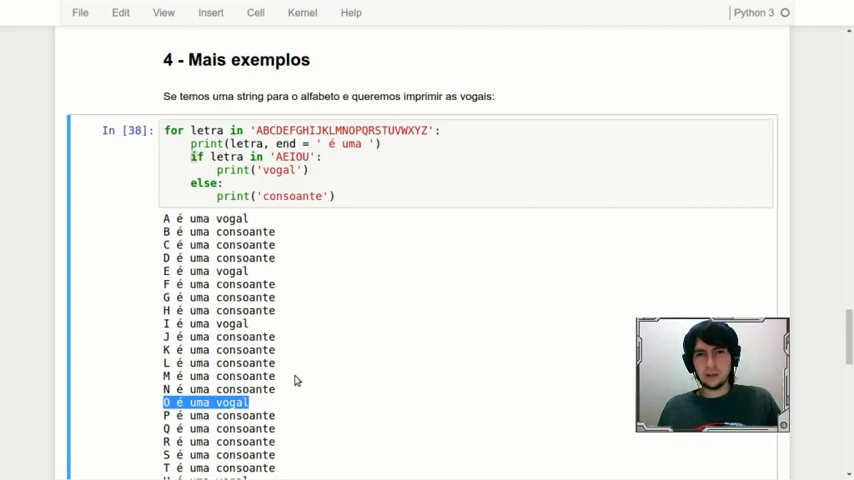 File Edit View Insert Cell Kernel Help Python 3
4 - Mais exemplos
Se temos uma string para o alfabeto e queremos imprimir as vogais:
In [38]: for letra in 'ABCDEFGHIJKLMNOPQRSTUVWXYZ':
print(letra, end = ' é uma ')
if letra in 'AEIOU':
print('vogal')
else:
print('consoante')
A é uma vogal
B é uma consoante
C é uma consoante
D é uma consoante
E é uma vogal
F é uma consoante
G é uma consoante
H é uma consoante
I é uma vogal
J é uma consoante
K é uma consoante
L é uma consoante
M é uma consoante
N é uma consoante
O é uma vogal
P é uma consoante
Q é uma consoante
R é uma consoante
S é uma consoante
T é uma consoante